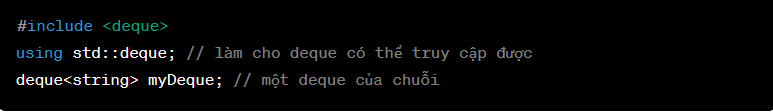 #include <deque>
using std::deque; // làm cho deque có thể truy cập được
deque<string> myDeque; // một deque của chuỗi